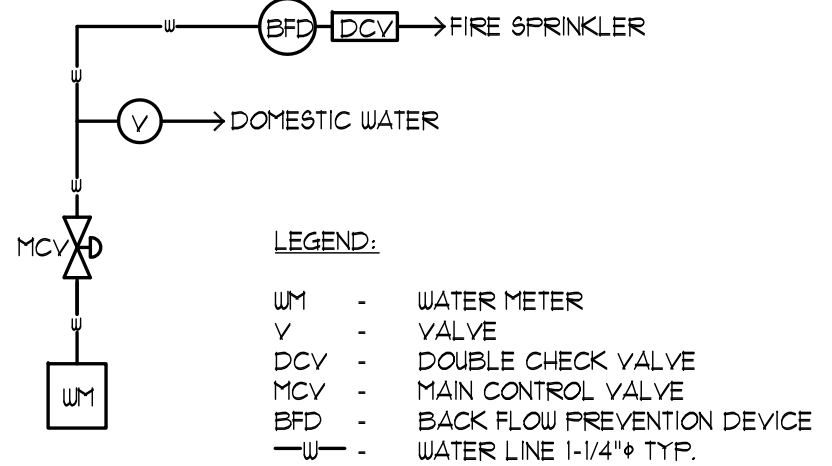 W BFD DCV FIRE SPRINKLER
W
V DOMESTIC WATER
W
MCV
LEGEND:
WM - WATER METER
W
V - VALVE
DCV - DOUBLE CHECK VALVE
WM
MCV - MAIN CONTROL VALVE
BFD - BACK FLOW PREVENTION DEVICE
W - WATER LINE 1-1/4"φ TYP.